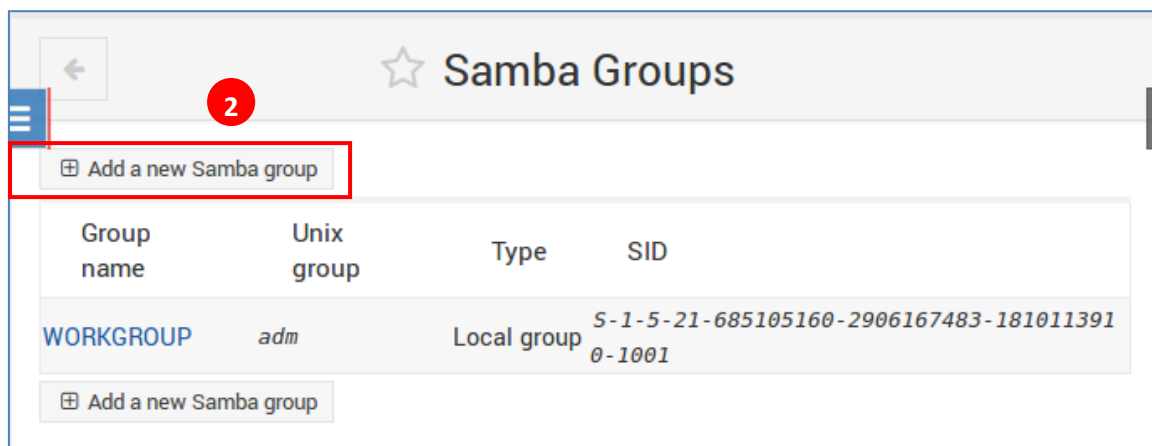 Samba Groups
2
Add a new Samba group
Group name
Unix group
Type
SID
WORKGROUP adm Local group S-1-5-21-685105160-2906167483-181011391
0-1001
Add a new Samba group